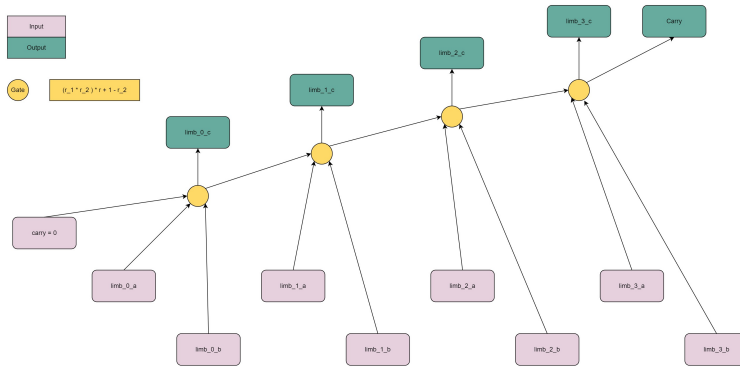 Input
Output
Gate
(r_1 * r_2 ) * r + 1 - r_2
limb_3_c
Carry
limb_2_c
limb_1_c
limb_0_c
carry = 0
limb_0_a
limb_1_a
limb_2_a
limb_3_a
limb_0_b
limb_1_b
limb_2_b
limb_3_b